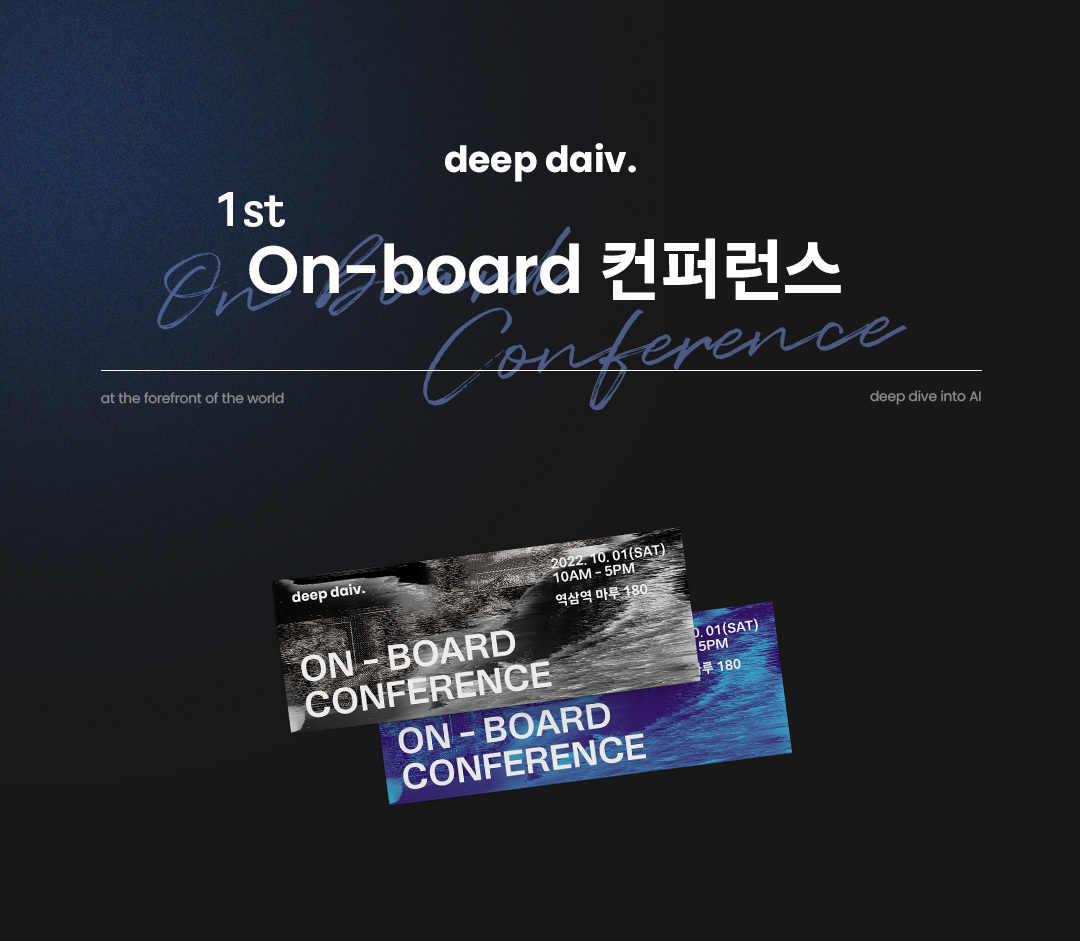 deep daiv.
1st
On-board 컨퍼런스
On Board
Conference
at the forefront of the world
deep dive into AI
deep daiv.
2022. 10. 01(SAT)
10AM - 5PM
역삼역 마루 180
ON - BOARD
CONFERENCE
0. 01(SAT)
5PM
마루 180
ON - BOARD
CONFERENCE